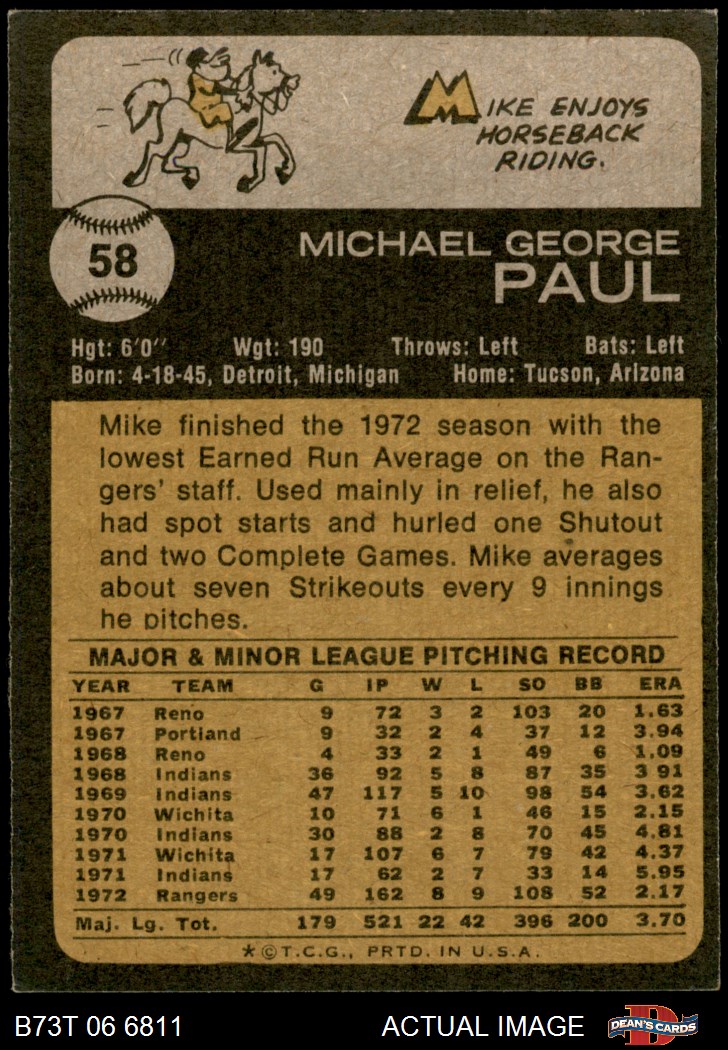 MIKE ENJOYS
HORSEBACK
RIDING.
58
MICHAEL GEORGE
PAUL
Hgt: 6'0'' Wgt: 190 Throws: Left Bats: Left
Born: 4-18-45, Detroit, Michigan Home: Tucson, Arizona
Mike finished the 1972 season with the
lowest Earned Run Average on the Ran-
gers' staff. Used mainly in relief, he also
had spot starts and hurled one Shutout
and two Complete Games. Mike averages
about seven Strikeouts every 9 innings
he pitches.
MAJOR & MINOR LEAGUE PITCHING RECORD
YEAR TEAM G IP W L SO BB ERA
1967 Reno 9 72 3 2 103 20 1.63
1967 Portland 9 32 2 4 37 12 3.94
1968 Reno 4 33 2 1 49 6 1.09
1968 Indians 36 92 5 8 87 35 3 91
1969 Indians 47 117 5 10 98 54 3.62
1970 Wichita 10 71 6 1 46 15 2.15
1970 Indians 30 88 2 8 70 45 4.81
1971 Wichita 17 107 6 7 79 42 4.37
1971 Indians 17 62 2 7 33 14 5.95
1972 Rangers 49 162 8 9 108 52 2.17
Maj. Lg. Tot. 179 521 22 42 396 200 3.70
*©T.C.G., PRTD. IN U.S.A.
B73T 06 6811 ACTUAL IMAGE D DEAN'S CARDS